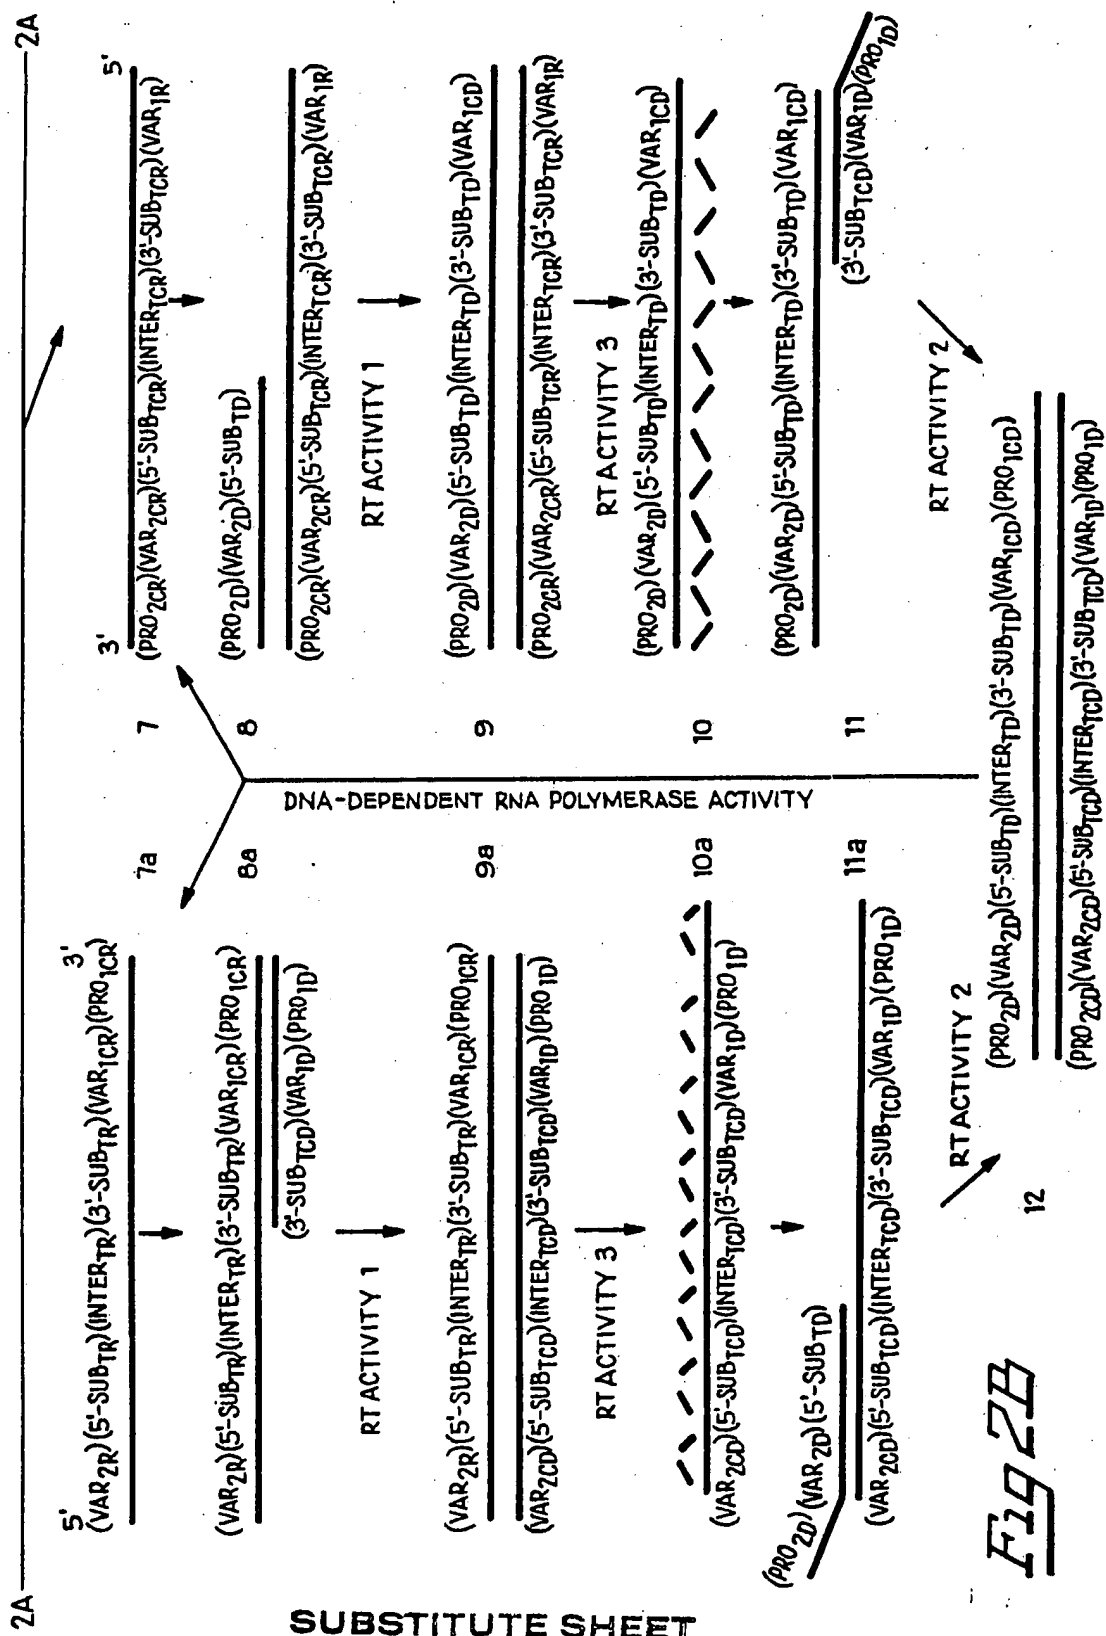 2A 2A
5' 3'
(VAR2R)(5'-SUBTR)(INTERTR)(3'-SUBTR)(VAR1CR)(PRO1CR)
7a
7
3' 5'
(PRO2CR)(VAR2CR)(5'-SUBTCR)(INTERTCR)(3'-SUBTCR)(VAR1R)
(VAR2R)(5'-SUBTR)(INTERTR)(3'-SUBTR)(VAR1CR)(PRO1CR)
(3'-SUBTCD)(VAR1D)(PRO1D)
8a
8
(PRO2D)(VAR2D)(5'-SUBTD)
(PRO2CR)(VAR2CR)(5'-SUBTCR)(INTERTCR)(3'-SUBTCR)(VAR1R)
RT ACTIVITY 1
DNA-DEPENDENT RNA POLYMERASE ACTIVITY
RT ACTIVITY 1
(VAR2R)(5'-SUBTR)(INTERTR)(3'-SUBTR)(VAR1CR)(PRO1CR)
(VAR2CD)(5'-SUBTCD)(INTERTCD)(3'-SUBTCD)(VAR1D)(PRO1D)
9a
9
(PRO2D)(VAR2D)(5'-SUBTD)(INTERTD)(3'-SUBTD)(VAR1CD)
(PRO2CR)(VAR2CR)(5'-SUBTCR)(INTERTCR)(3'-SUBTCR)(VAR1R)
RT ACTIVITY 3
RT ACTIVITY 3
(VAR2CD)(5'-SUBTCD)(INTERTCD)(3'-SUBTCD)(VAR1D)(PRO1D)
10a
10
(PRO2D)(VAR2D)(5'-SUBTD)(INTERTD)(3'-SUBTD)(VAR1CD)
(PRO2D)(VAR2D)(5'-SUBTD)
(VAR2CD)(5'-SUBTCD)(INTERTCD)(3'-SUBTCD)(VAR1D)(PRO1D)
11a
11
(PRO2D)(VAR2D)(5'-SUBTD)(INTERTD)(3'-SUBTD)(VAR1CD)
(3'-SUBTCD)(VAR1D)(PRO1D)
RT ACTIVITY 2
RT ACTIVITY 2
12
(PRO2D)(VAR2D)(5'-SUBTD)(INTERTD)(3'-SUBTD)(VAR1CD)(PRO1CD)
(PRO2CD)(VAR2CD)(5'-SUBTCD)(INTERTCD)(3'-SUBTCD)(VAR1D)(PRO1D)
Fig 2B
SUBSTITUTE SHEET